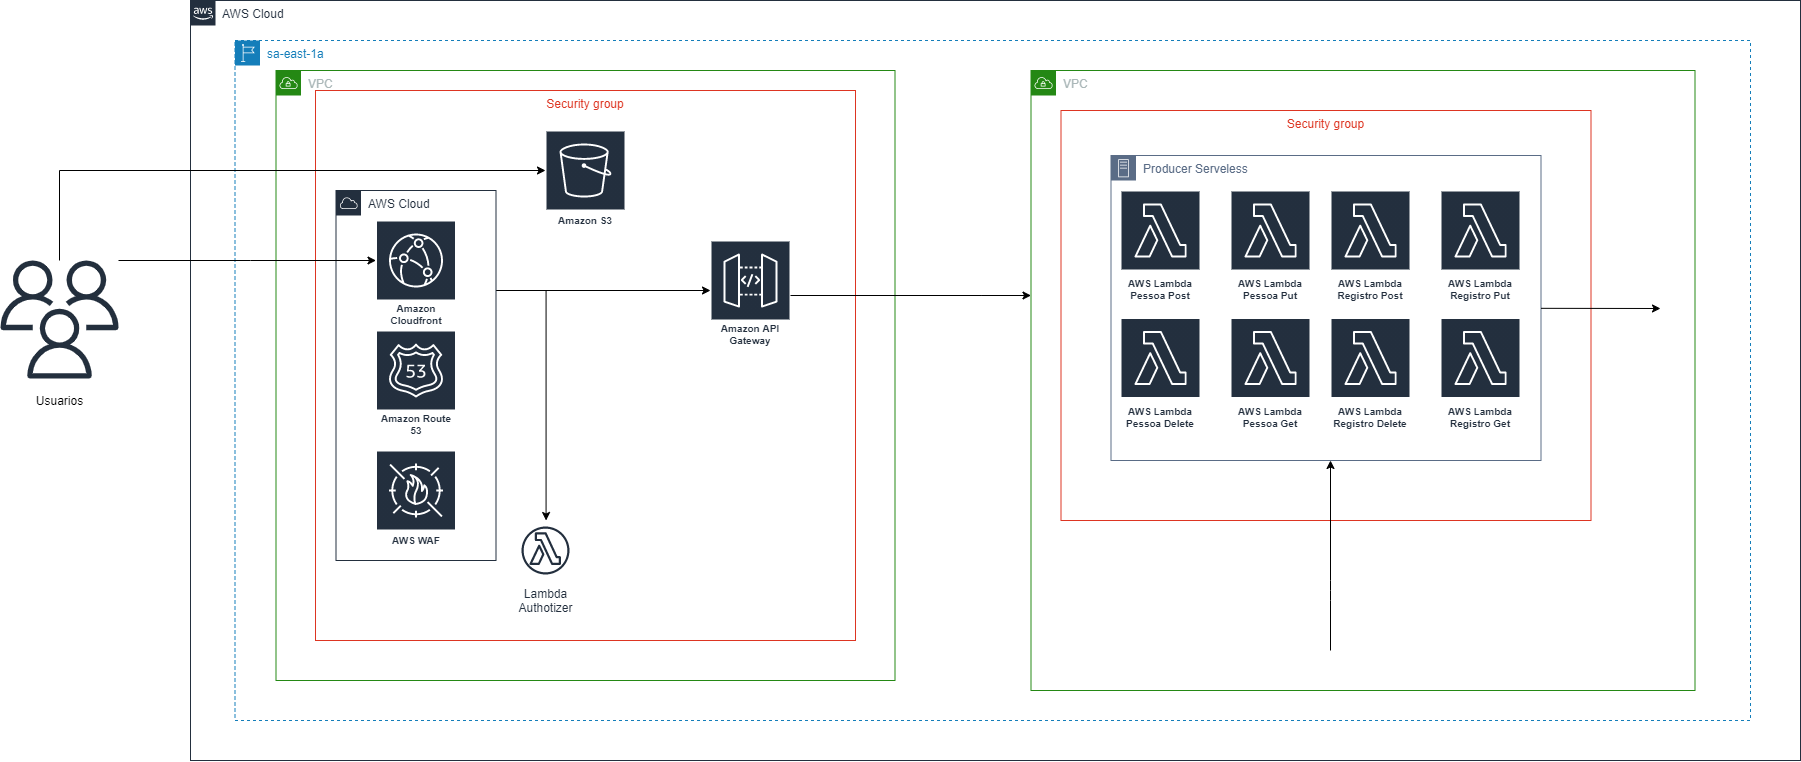 aws
AWS Cloud
sa-east-1a
VPC
Security group
Amazon S3
AWS Cloud
Amazon
Cloudfront
53
Amazon Route
53
AWS WAF
Usuarios
</>
Amazon API
Gateway
Lambda
Authotizer
VPC
Security group
Producer Serveless
AWS Lambda
Pessoa Post
AWS Lambda
Pessoa Put
AWS Lambda
Registro Post
AWS Lambda
Registro Put
AWS Lambda
Pessoa Delete
AWS Lambda
Pessoa Get
AWS Lambda
Registro Delete
AWS Lambda
Registro Get